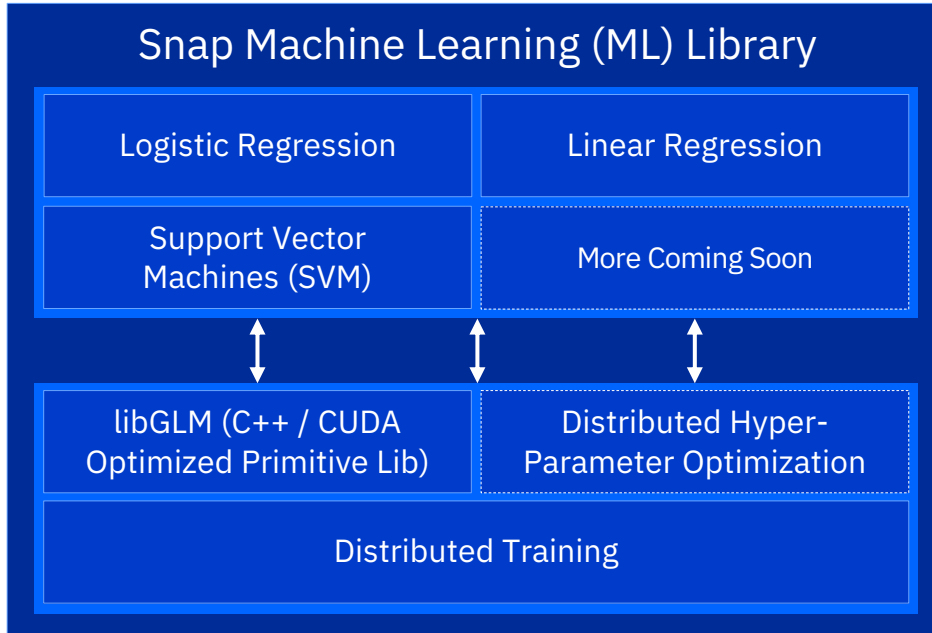 Snap Machine Learning (ML) Library
Logistic Regression
Linear Regression
Support Vector
Machines (SVM)
More Coming Soon
libGLM (C++ / CUDA
Optimized Primitive Lib)
Distributed Hyper-
Parameter Optimization
Distributed Training